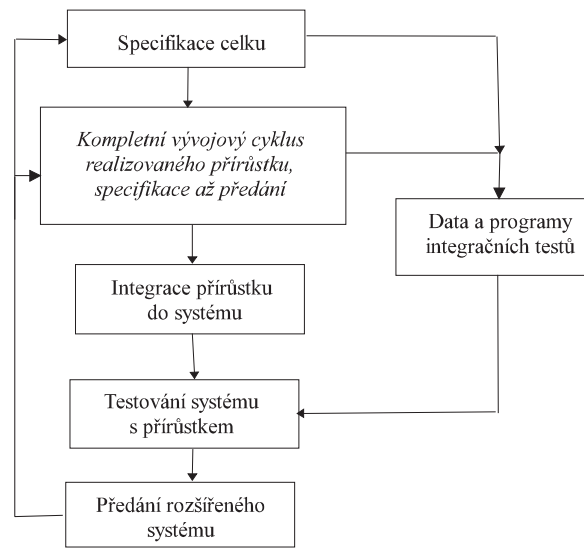 Specifikace celku
Kompletní vývojový cyklus
realizovaného přírůstku,
specifikace až předání
Data a programy
integračních testů
Integrace přírůstku
do systému
Testování systému
s přírůstkem
Předání rozšířeného
systému